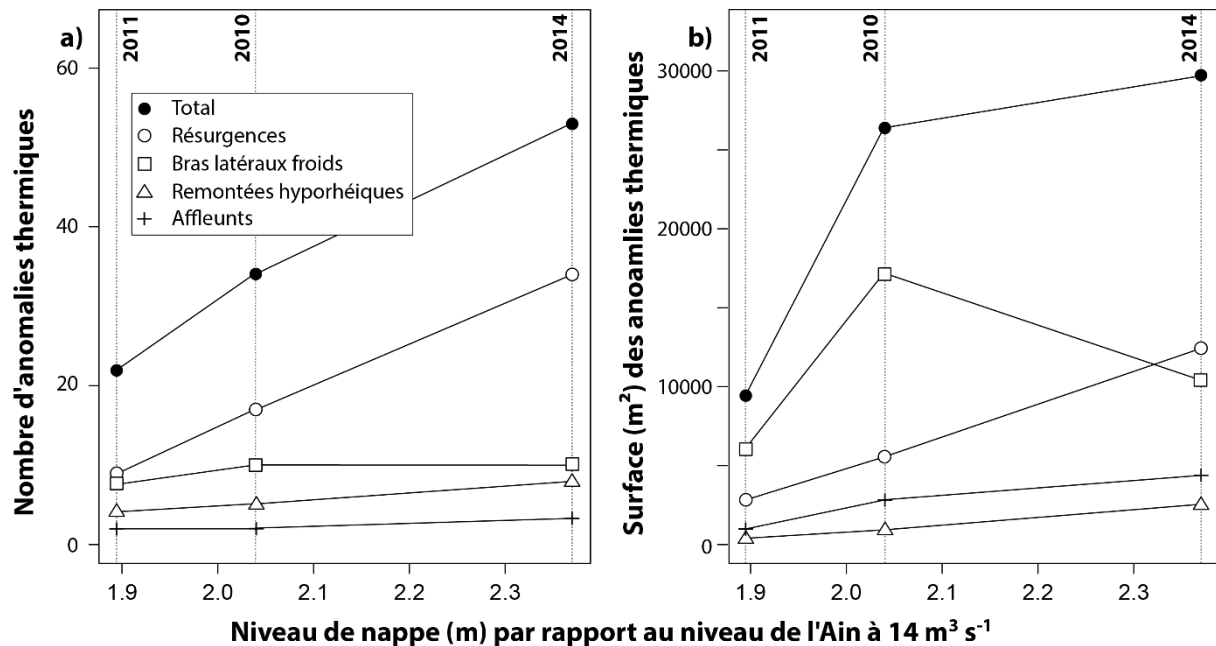 a)
2011
2010
2014
Nombre d'anomalies thermiques
60
40
20
0
Total
Résurgences
Bras latéraux froids
Remontées hyporhéiques
Affleunts
1.9 2.0 2.1 2.2 2.3
b)
2011
2010
2014
Surface (m²) des anoamlies thermiques
30000
20000
10000
0
1.9 2.0 2.1 2.2 2.3
Niveau de nappe (m) par rapport au niveau de l'Ain à 14 m³ s⁻¹